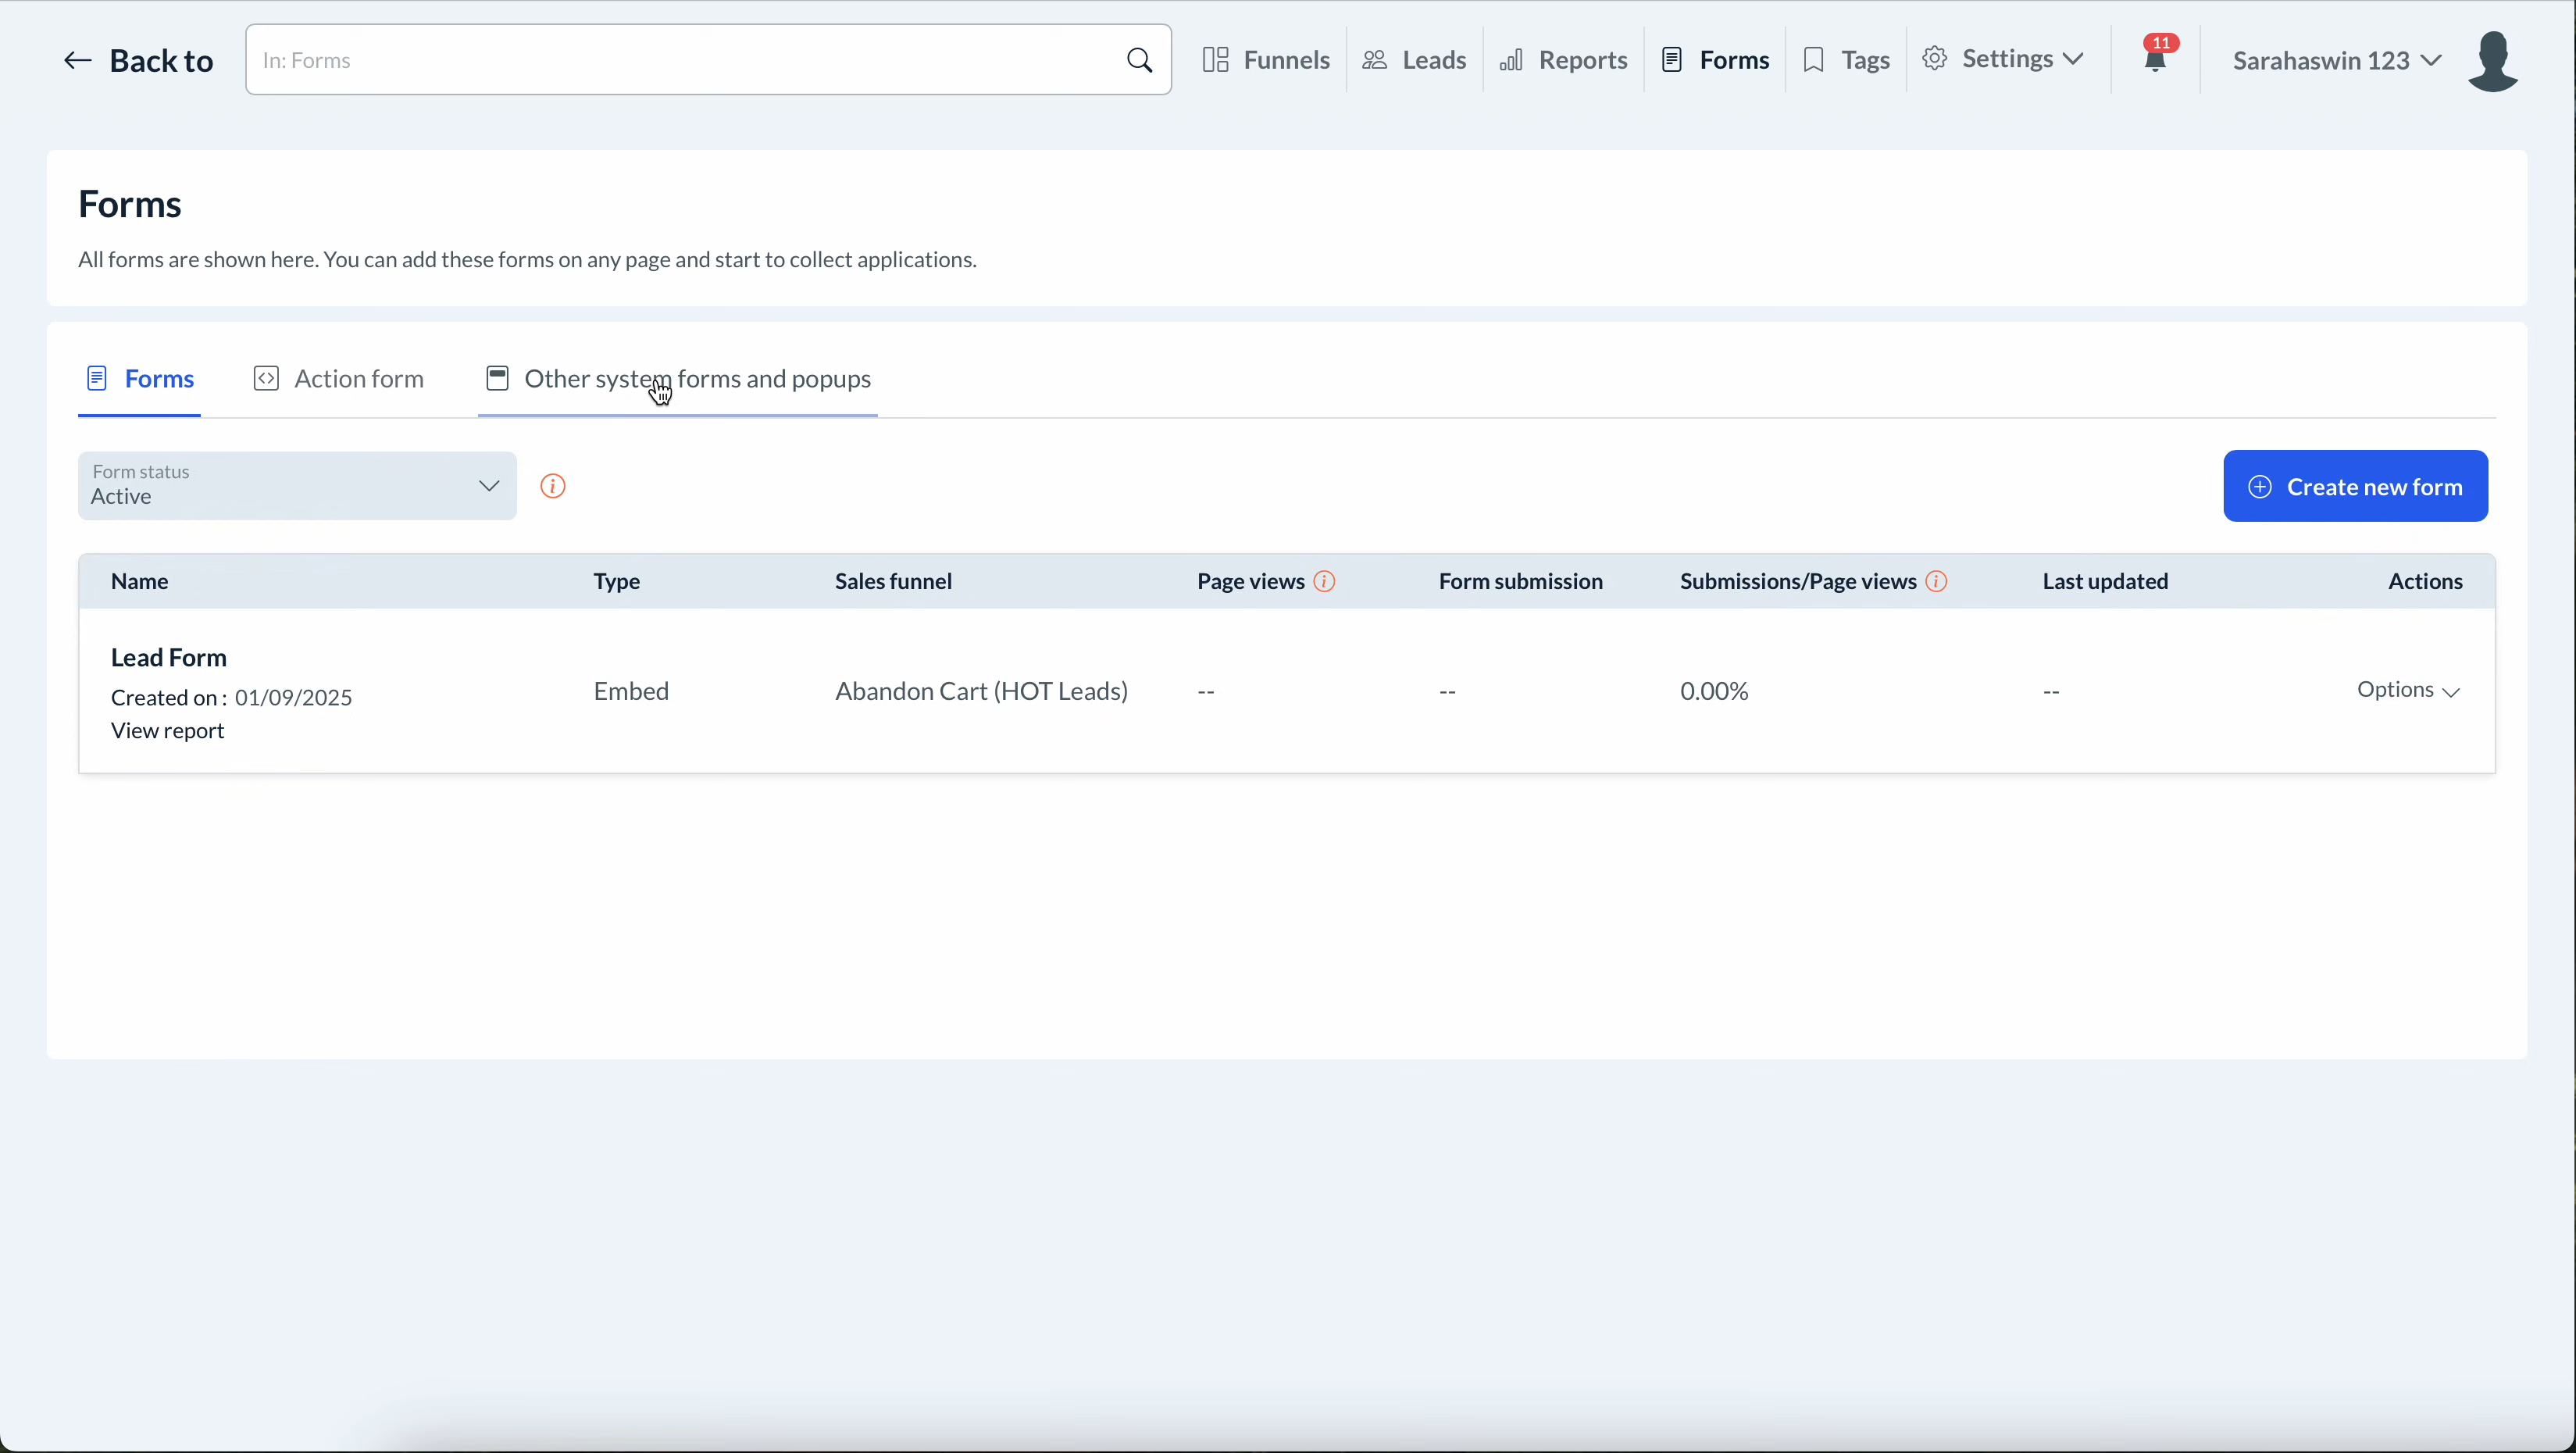 Back to
In: Forms
Funnels
Leads
Reports
Forms
Tags
Settings
11
Sarahaswin 123
Forms
All forms are shown here. You can add these forms on any page and start to collect applications.
Forms
Action form
Other system forms and popups
Form status
Active
Create new form
Name
Type
Sales funnel
Page views
Form submission
Submissions/Page views
Last updated
Actions
Lead Form
Created on : 01/09/2025
View report
Embed
Abandon Cart (HOT Leads)
--
--
0.00%
--
Options